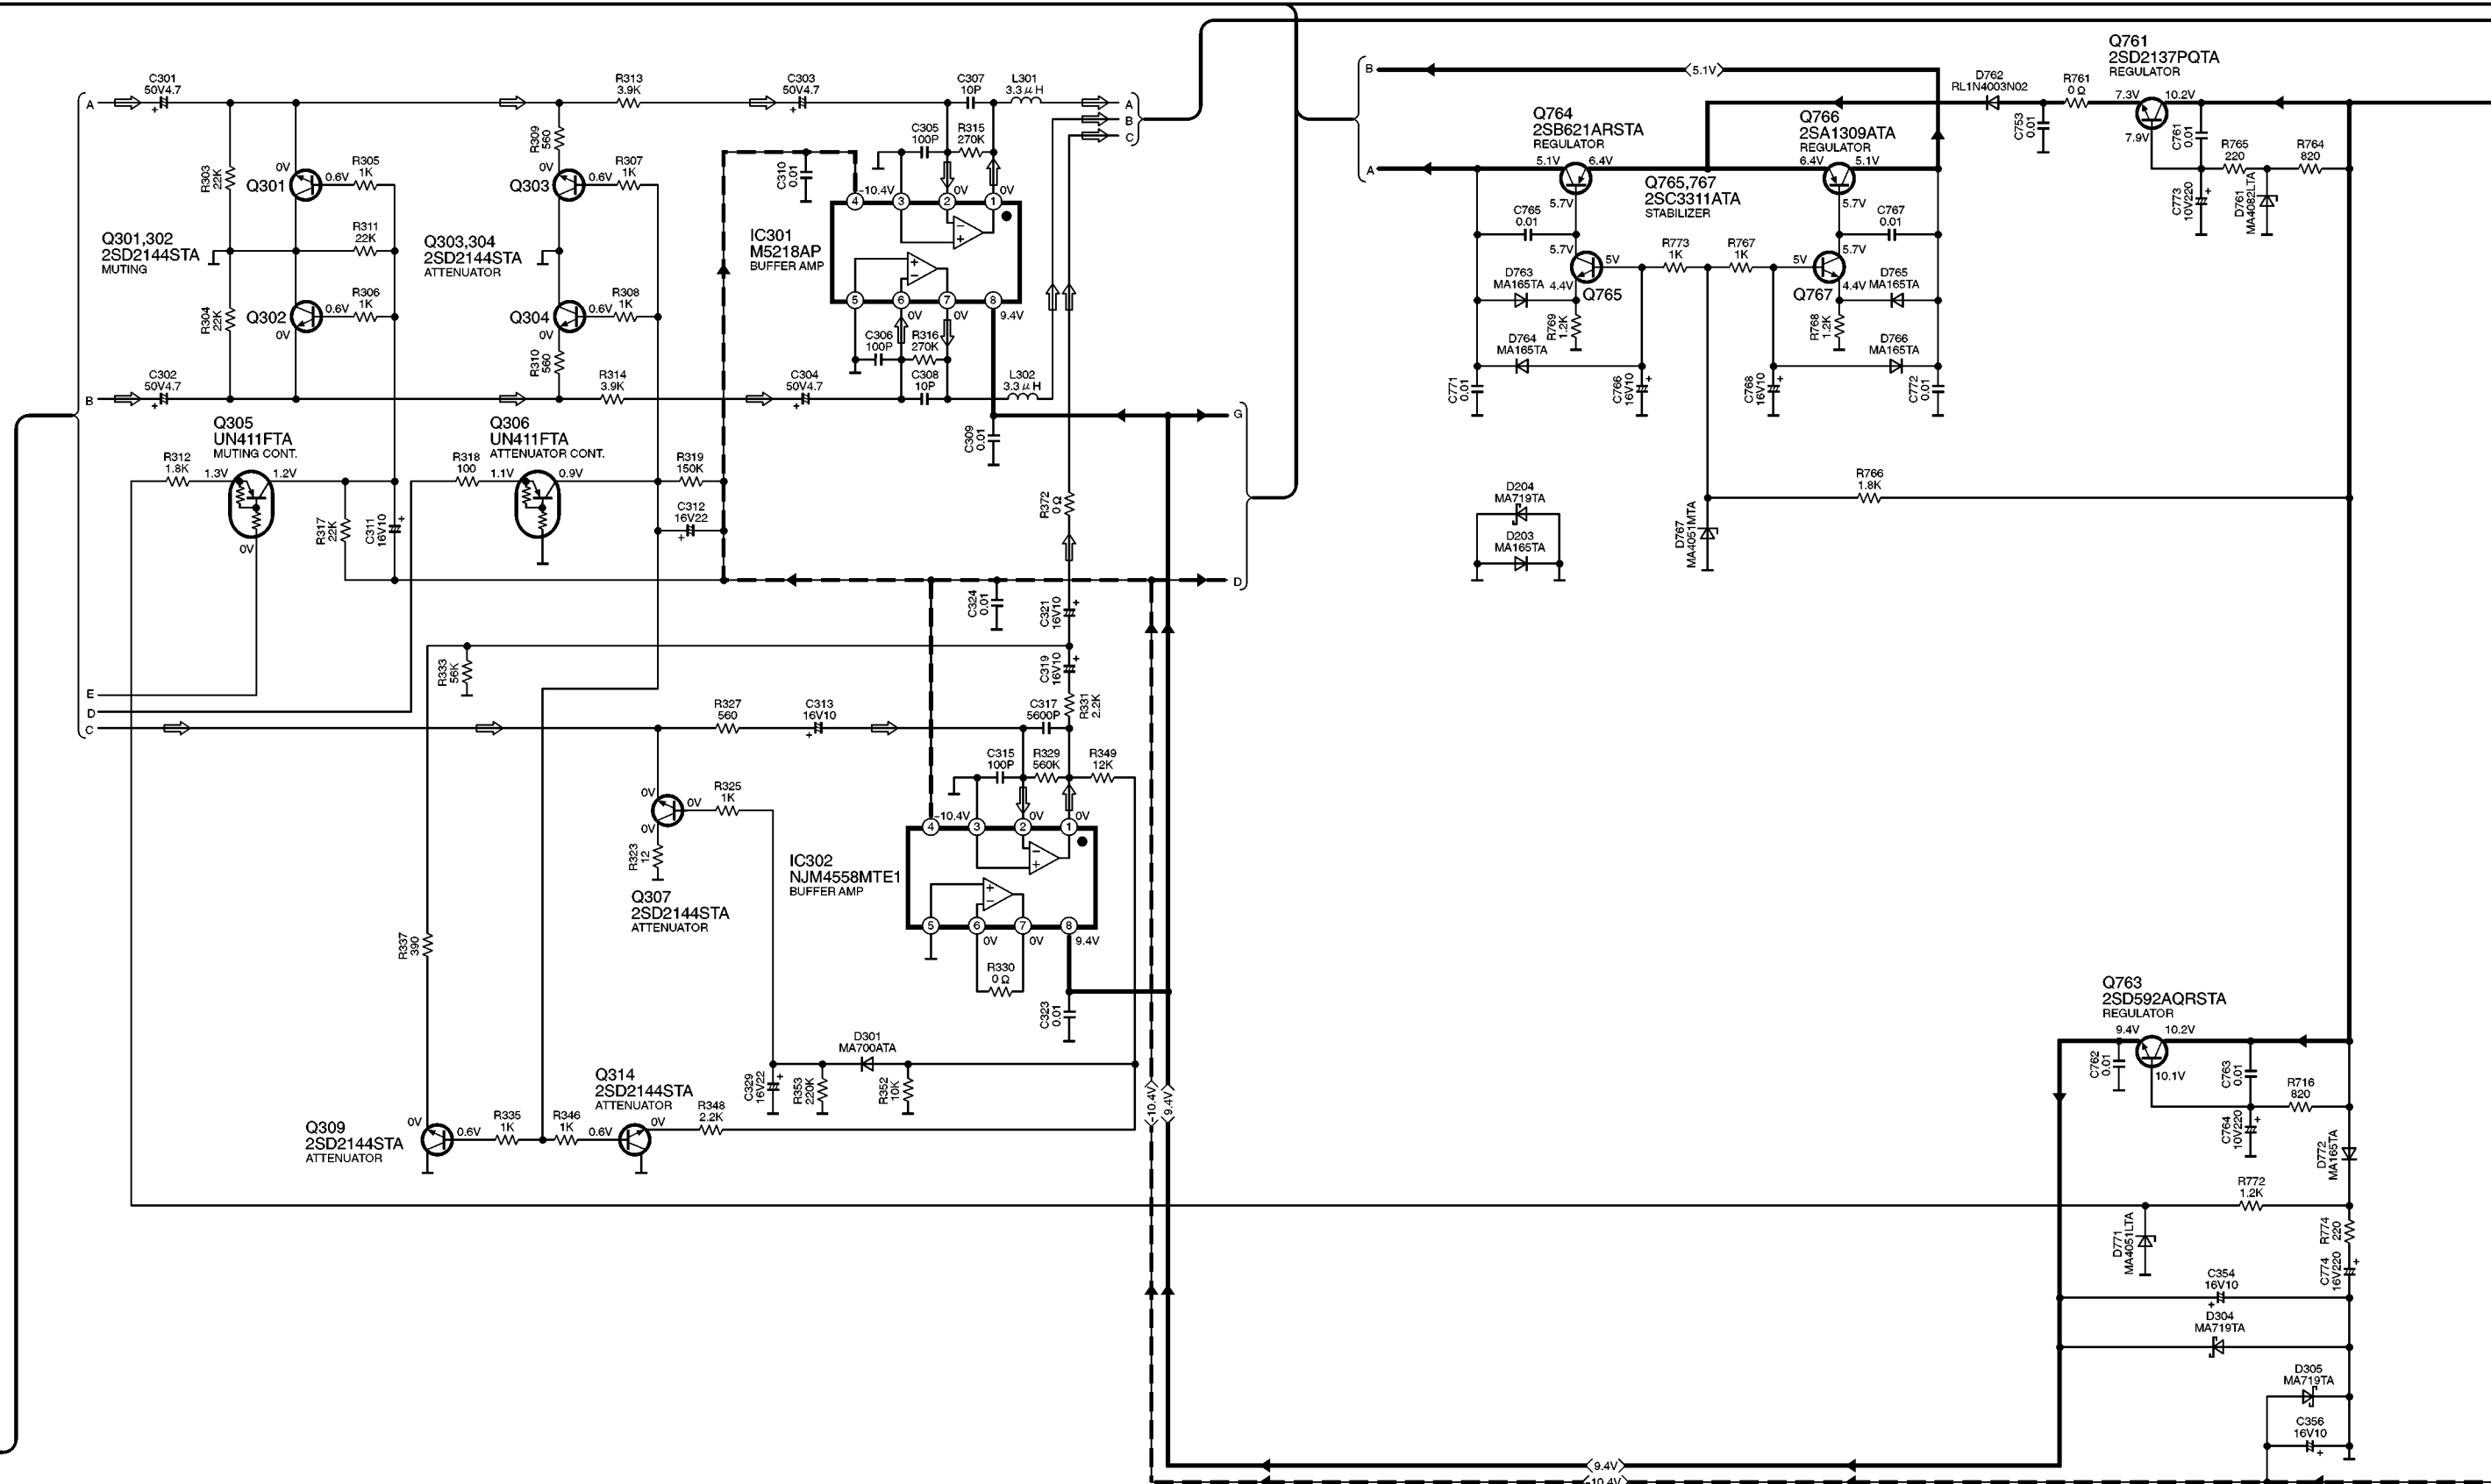 A
C301
50V4.7
R313
3.9K
C303
50V4.7
C307
10P
L301
3.3μH
A
B
C
R303
22K
0V
Q301
0.6V
R305
1K
R309
560
0V
Q303
0.6V
R307
1K
C305
100P
R315
270K
C310
0.01
-10.4V
0V
0V
4
3
2
1
Q301,302
2SD2144STA
MUTING
R311
22K
Q303,304
2SD2144STA
ATTENUATOR
IC301
M5218AP
BUFFER AMP
5
6
7
8
0V
0V
9.4V
R304
22K
Q302
0.6V
0V
R306
1K
Q304
0.6V
0V
R308
1K
R310
560
C306
100P
R316
270K
B
C302
50V4.7
R314
3.9K
C304
50V4.7
C308
10P
L302
3.3μH
G
C309
0.01
Q305
UN411FTA
MUTING CONT.
R312
1.8K
1.3V
1.2V
0V
R317
22K
C311
16V10
Q306
UN411FTA
ATTENUATOR CONT.
R318
100
1.1V
0.9V
R319
150K
C312
16V22
R372
0Ω
D
C324
0.01
C321
16V10
R333
56K
C319
16V10
R331
2.2K
E
D
C
R327
560
C313
16V10
C317
5600P
C315
100P
R329
560K
R349
12K
0V
0V
0V
R325
1K
R323
12
Q307
2SD2144STA
ATTENUATOR
-10.4V
0V
0V
4
3
2
1
IC302
NJM4558MTE1
BUFFER AMP
5
6
7
8
0V
0V
9.4V
R330
0Ω
C323
0.01
R337
390
D301
MA700ATA
C329
16V22
R353
220K
R352
10K
-10.4V
9.4V
Q314
2SD2144STA
ATTENUATOR
R348
2.2K
0V
Q309
2SD2144STA
ATTENUATOR
0V
0.6V
R335
1K
R346
1K
0.6V
B
5.1V
A
Q764
2SB621ARSTA
REGULATOR
5.1V
6.4V
5.7V
Q766
2SA1309ATA
REGULATOR
6.4V
5.1V
5.7V
Q765,767
2SC3311ATA
STABILIZER
C765
0.01
C767
0.01
5.7V
5V
4.4V
Q765
R773
1K
R767
1K
5.7V
5V
4.4V
Q767
D763
MA165TA
D765
MA165TA
R769
1.2K
R768
1.2K
D764
MA165TA
D766
MA165TA
C771
0.01
C766
16V10
C768
16V10
C772
0.01
D204
MA719TA
D203
MA165TA
R766
1.8K
D767
MA4051MTA
Q761
2SD2137PQTA
REGULATOR
D762
RL1N4003N02
R761
0Ω
7.3V
10.2V
7.9V
C753
0.01
C761
0.01
R765
220
R764
820
C773
10V220
D761
MA4082LTA
Q763
2SD592AQRSTA
REGULATOR
9.4V
10.2V
10.1V
C762
0.01
C763
0.01
R716
820
C764
10V220
D772
MA165TA
R772
1.2K
D771
MA4051LTA
R774
220
C774
16V220
C354
16V10
D304
MA719TA
D305
MA719TA
C356
16V10
9.4V
-10.4V